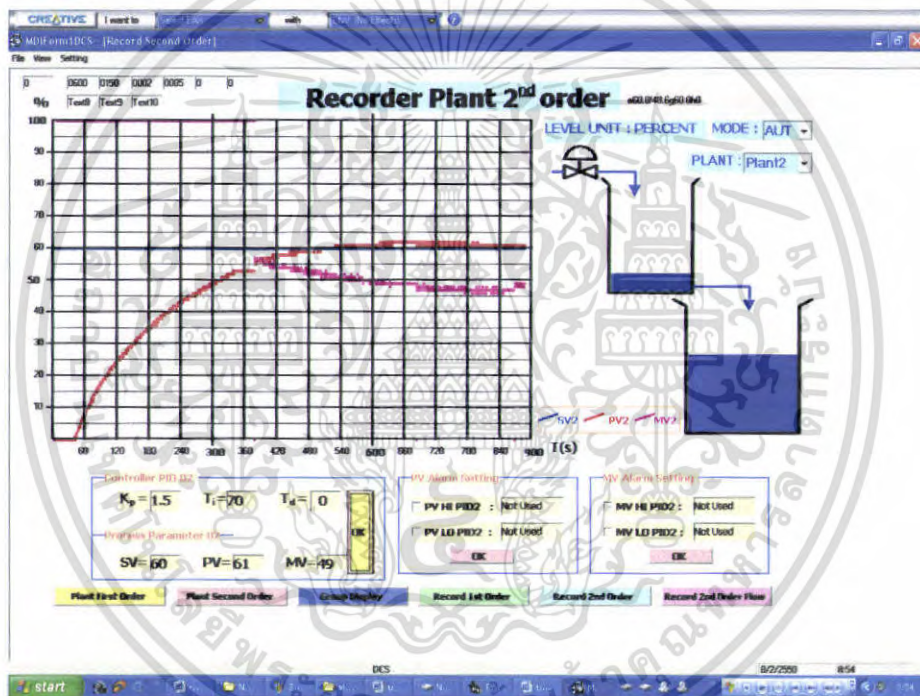 CREATIVE I want to with
MDIForm1DCS - [Record Second Order]
File View Setting
0 0600 0150 0002 0005 0 0
% Text8 Text9 Text10
Recorder Plant 2nd order
LEVEL UNIT : PERCENT MODE : AUT
PLANT : Plant2
100
90
80
70
60
50
40
30
20
10
60 120 180 240 300 360 420 480 540 600 660 720 780 840 900 T(s)
SV2 PV2 MV2
Controller PID 02
Kp= 1.5 Ti= 70 Td= 0 OK
Process Parameter 02
SV= 60 PV= 61 MV= 49
PV Alarm Setting
PV HI PID2 : Not Used
PV LO PID2 : Not Used
OK
MV Alarm Setting
MV HI PID2 : Not Used
MV LO PID2 : Not Used
OK
Plant First Order Plant Second Order Group Display Record 1st Order Record 2nd Order Record 2nd Order Flow
DCS 8/2/2550 8:54
start